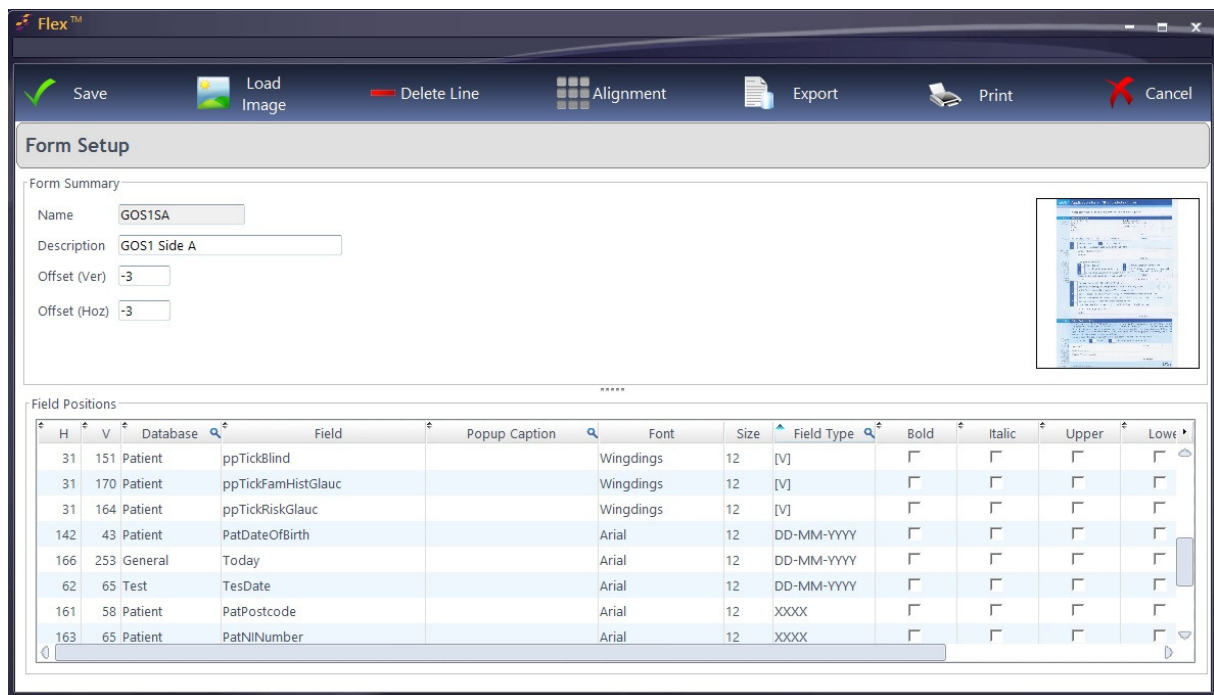 Flex™
Save Load Image Delete Line Alignment Export Print Cancel
Form Setup
Form Summary
Name GOS1SA
Description GOS1 Side A
Offset (Ver) -3
Offset (Hoz) -3
Field Positions
H V Database Field Popup Caption Font Size Field Type Bold Italic Upper Lowe
31 151 Patient ppTickBlind Wingdings 12 [V]
31 170 Patient ppTickFamHistGlauc Wingdings 12 [V]
31 164 Patient ppTickRiskGlauc Wingdings 12 [V]
142 43 Patient PatDateOfBirth Arial 12 DD-MM-YYYY
166 253 General Today Arial 12 DD-MM-YYYY
62 65 Test TesDate Arial 12 DD-MM-YYYY
161 58 Patient PatPostcode Arial 12 XXXX
163 65 Patient PatNINumber Arial 12 XXXX